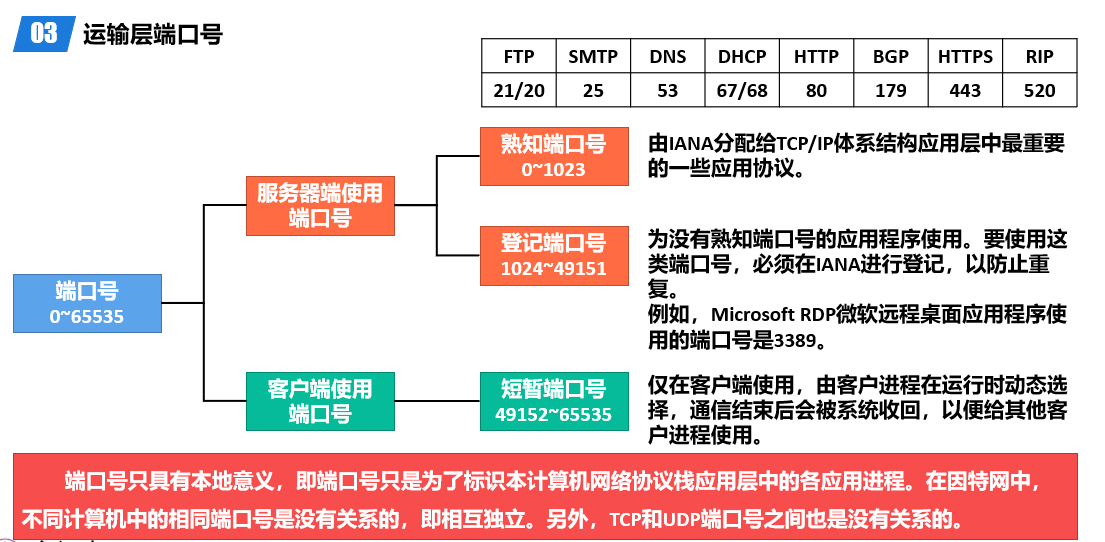 03 运输层端口号
FTP SMTP DNS DHCP HTTP BGP HTTPS RIP
21/20 25 53 67/68 80 179 443 520
熟知端口号
0~1023
由IANA分配给TCP/IP体系结构应用层中最重要
的一些应用协议。
服务器端使用
端口号
登记端口号
1024~49151
为没有熟知端口号的应用程序使用。要使用这
类端口号，必须在IANA进行登记，以防止重
复。
例如，Microsoft RDP微软远程桌面应用程序使
用的端口号是3389。
端口号
0~65535
客户端使用
端口号
短暂端口号
49152~65535
仅在客户端使用，由客户进程在运行时动态选
择，通信结束后会被系统收回，以便给其他客
户进程使用。
端口号只具有本地意义，即端口号只是为了标识本计算机网络协议栈应用层中的各应用进程。在因特网中，
不同计算机中的相同端口号是没有关系的，即相互独立。另外，TCP和UDP端口号之间也是没有关系的。